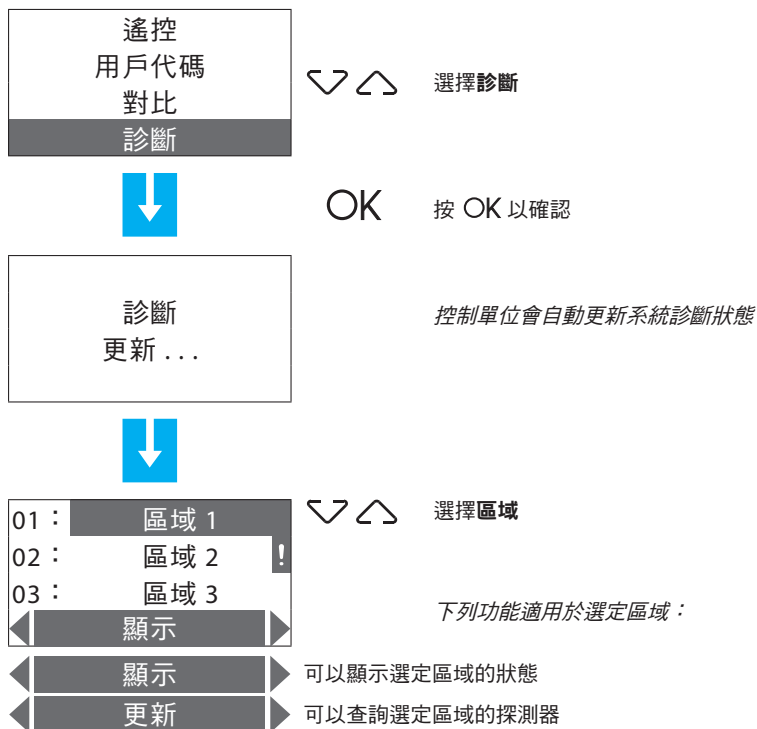 遙控
用戶代碼
對比
診斷
選擇診斷
OK 按 OK 以確認
診斷
更新 . . .
控制單位會自動更新系統診斷狀態
01： 區域 1
02： 區域 2 !
03： 區域 3
顯示
選擇區域
下列功能適用於選定區域：
顯示 可以顯示選定區域的狀態
更新 可以查詢選定區域的探測器